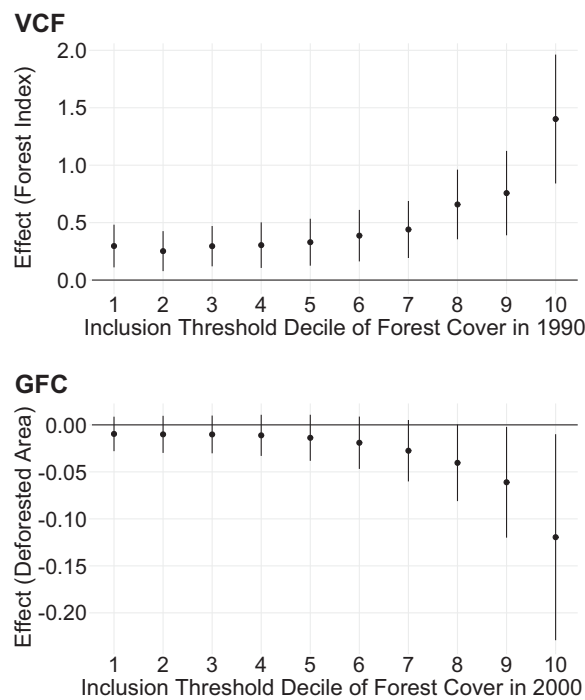 VCF
Effect (Forest Index)
2.0
1.5
1.0
0.5
0.0
1 2 3 4 5 6 7 8 9 10
Inclusion Threshold Decile of Forest Cover in 1990
GFC
Effect (Deforested Area)
0.00
-0.05
-0.10
-0.15
-0.20
1 2 3 4 5 6 7 8 9 10
Inclusion Threshold Decile of Forest Cover in 2000